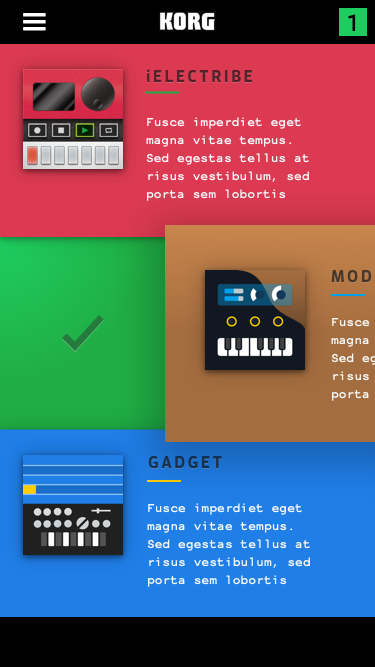 KORG
1
iELECTRIBE
Fusce imperdiet eget
magna vitae tempus.
Sed egestas tellus at
risus vestibulum, sed
porta sem lobortis
MOD
Fusce
magna
Sed eg
risus
porta
GADGET
Fusce imperdiet eget
magna vitae tempus.
Sed egestas tellus at
risus vestibulum, sed
porta sem lobortis